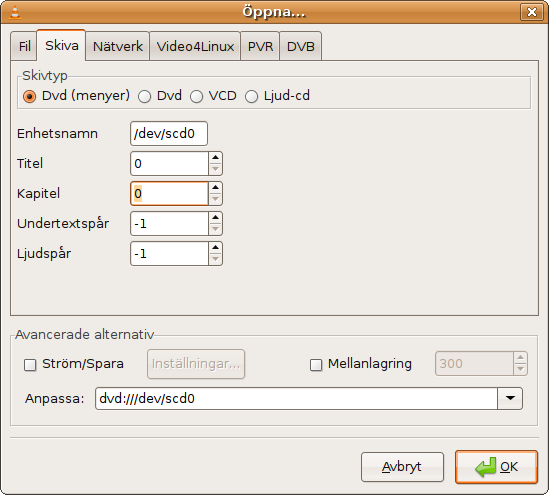 Öppna...
Fil Skiva Nätverk Video4Linux PVR DVB
Skivtyp
Dvd (menyer) Dvd VCD Ljud-cd
Enhetsnamn /dev/scd0
Titel 0
Kapitel 0
Undertextspår -1
Ljudspår -1
Avancerade alternativ
Ström/Spara Inställningar... Mellanlagring 300
Anpassa: dvd:///dev/scd0
Avbryt OK